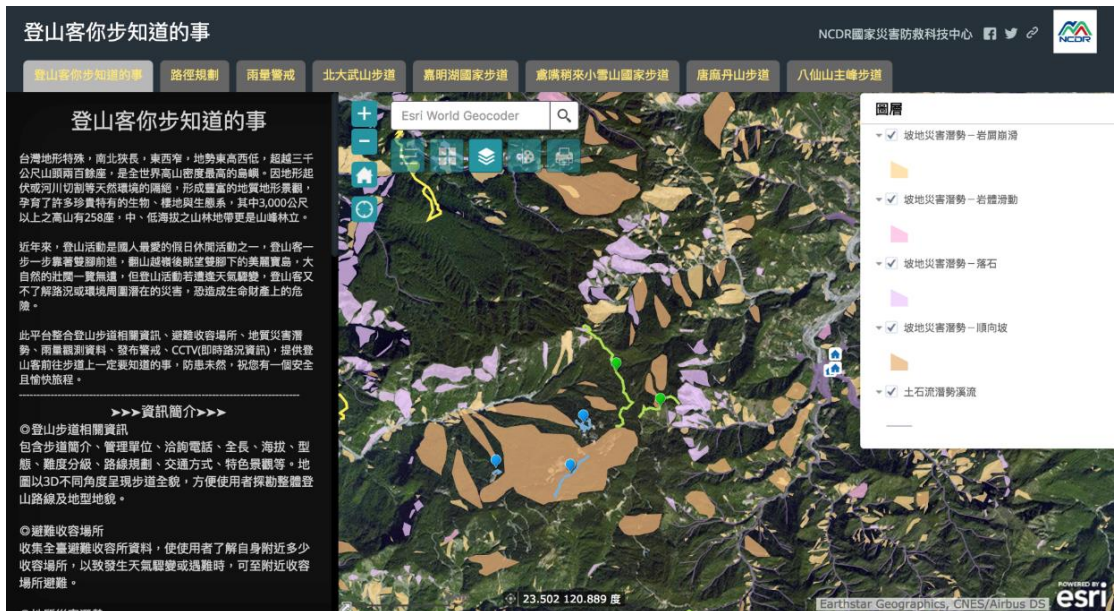 登山客你步知道的事
NCDR國家災害防救科技中心
NCDR
登山客你步知道的事
路徑規劃
雨量警戒
北大武山步道
嘉明湖國家步道
鳶嘴稍來小雪山國家步道
唐麻丹山步道
八仙山主峰步道
登山客你步知道的事
台灣地形特殊，南北狹長，東西窄，地勢東高西低，超越三千
公尺山頭兩百餘座，是全世界高山密度最高的島嶼。因地形起
伏或河川切割等天然環境的隔絕，形成豐富的地質地形景觀，
孕育了許多珍貴特有的生物、棲地與生態系，其中3,000公尺
以上之高山有258座，中、低海拔之山林地帶更是山峰林立。
近年來，登山活動是國人最愛的假日休閒活動之一，登山客一
步一步靠著雙腳前進，翻山越嶺後眺望雙腳下的美麗寶島，大
自然的壯闊一覽無遺，但登山活動若遭逢天氣驟變，登山客又
不了解路況或環境周圍潛在的災害，恐造成生命財產上的危
險。
此平台整合登山步道相關資訊、避難收容場所、地質災害潛
勢、雨量觀測資料、發布警戒、CCTV(即時路況資訊)，提供登
山客前往步道上一定要知道的事，防患未然，祝您有一個安全
且愉快旅程。
➤➤➤資訊簡介➤➤➤
◎登山步道相關資訊
包含步道簡介、管理單位、洽詢電話、全長、海拔、型
態、難度分級、路線規劃、交通方式、特色景觀等。地
圖以3D不同角度呈現步道全貌，方便使用者探勘整體登
山路線及地型地貌。
◎避難收容場所
收集全臺避難收容所資料，使使用者了解自身附近多少
收容場所，以致發生天氣驟變或遇難時，可至附近收容
場所避難。
Esri World Geocoder
圖層
坡地災害潛勢－岩屑崩滑
坡地災害潛勢－岩體滑動
坡地災害潛勢－落石
坡地災害潛勢－順向坡
土石流潛勢溪流
23.502 120.889 度
Earthstar Geographics, CNES/Airbus DS
POWERED BY
esri